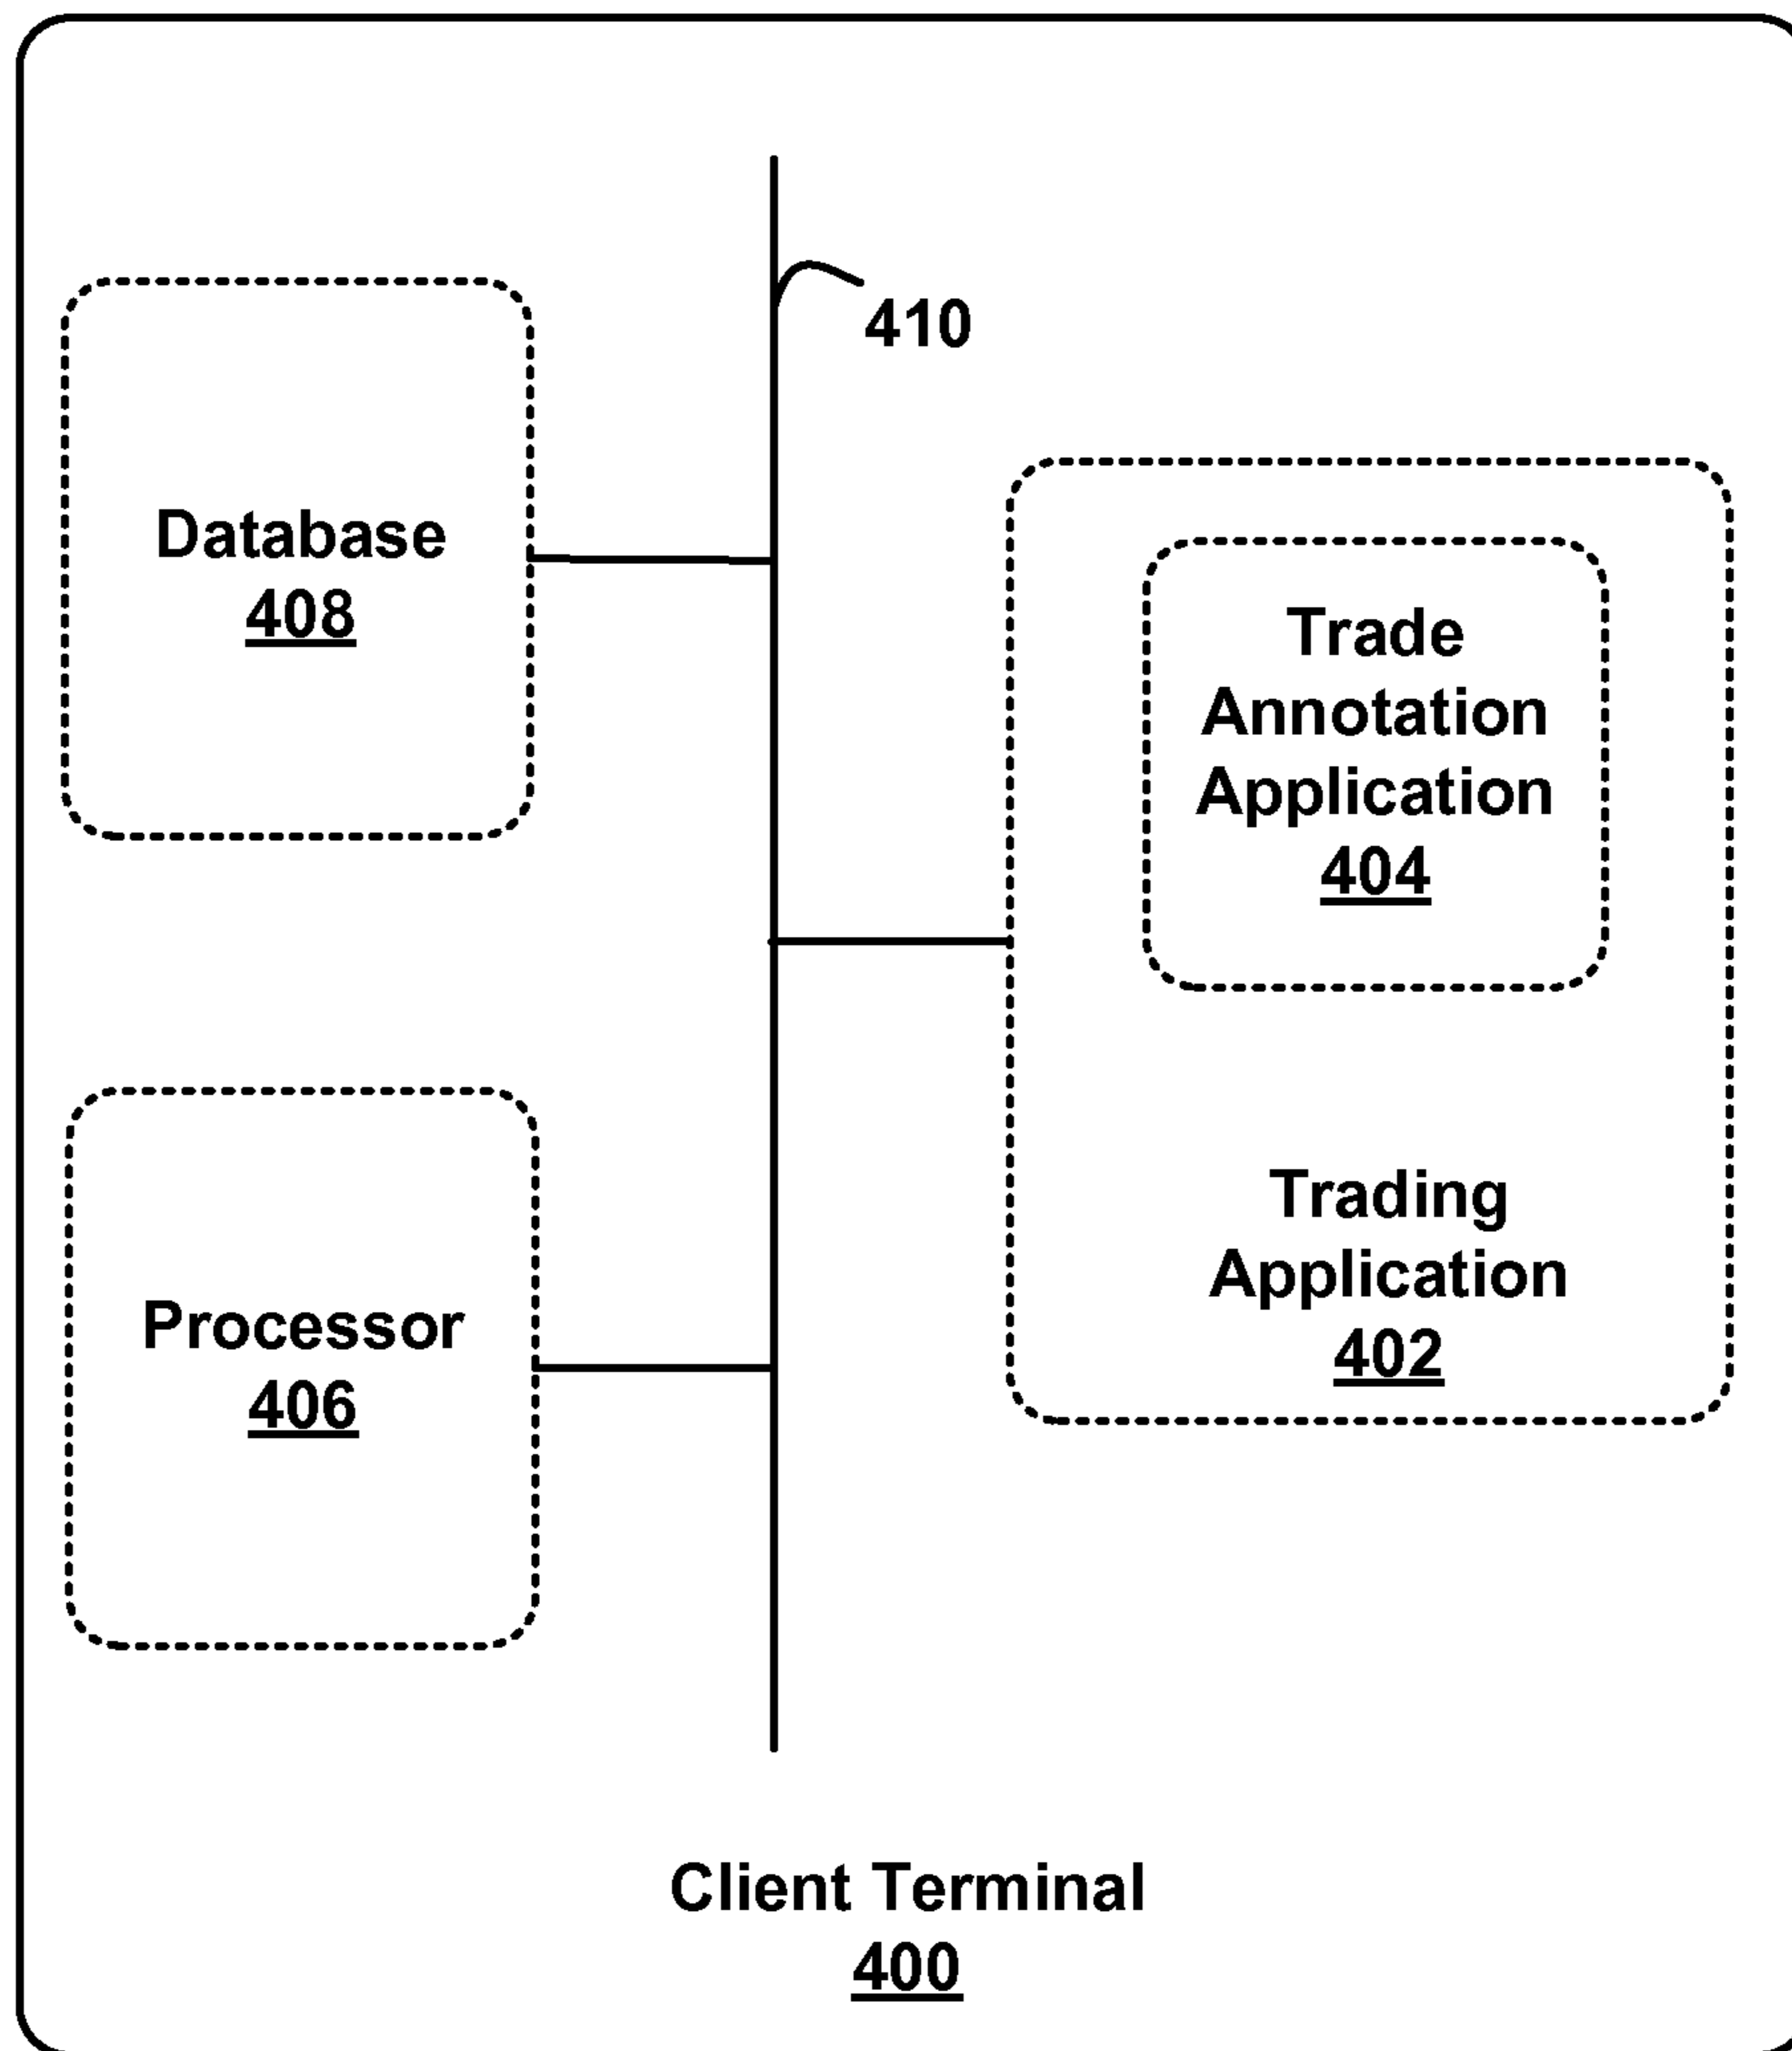 410
Database
408
Trade
Annotation
Application
404
Trading
Application
402
Processor
406
Client Terminal
400